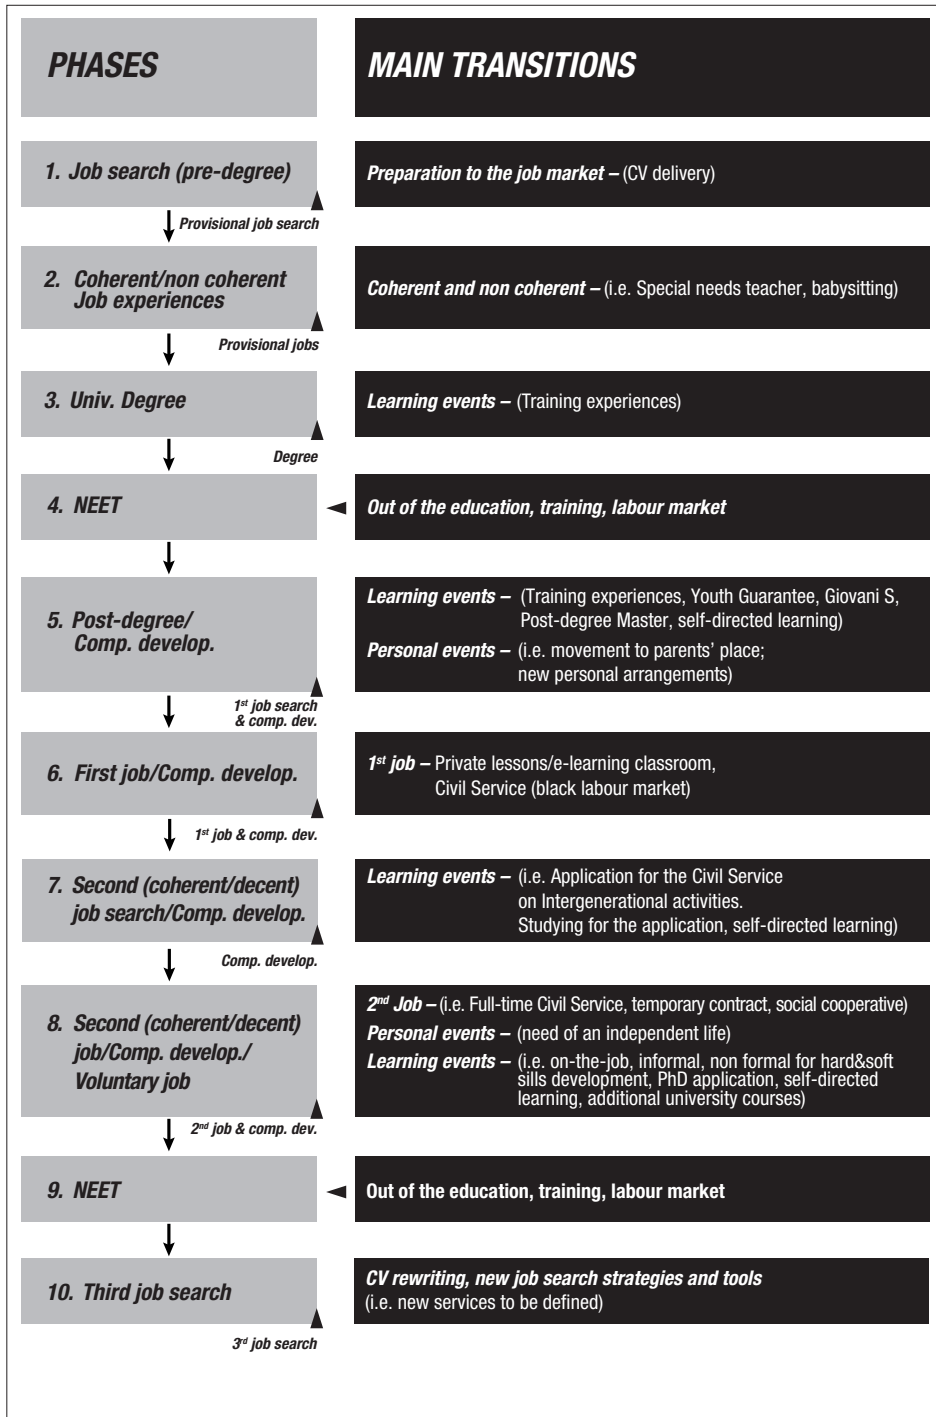 PHASES
MAIN TRANSITIONS
1. Job search (pre-degree)
Preparation to the job market – (CV delivery)
Provisional job search
2. Coherent/non coherent
Job experiences
Coherent and non coherent – (i.e. Special needs teacher, babysitting)
Provisional jobs
3. Univ. Degree
Learning events – (Training experiences)
Degree
4. NEET
Out of the education, training, labour market
5. Post-degree/
Comp. develop.
Learning events – (Training experiences, Youth Guarantee, Giovani S,
Post-degree Master, self-directed learning)
Personal events – (i.e. movement to parents’ place;
new personal arrangements)
1st job search
& comp. dev.
6. First job/Comp. develop.
1st job – Private lessons/e-learning classroom,
Civil Service (black labour market)
1st job & comp. dev.
7. Second (coherent/decent)
job search/Comp. develop.
Learning events – (i.e. Application for the Civil Service
on Intergenerational activities.
Studying for the application, self-directed learning)
Comp. develop.
8. Second (coherent/decent)
job/Comp. develop./
Voluntary job
2nd Job – (i.e. Full-time Civil Service, temporary contract, social cooperative)
Personal events – (need of an independent life)
Learning events – (i.e. on-the-job, informal, non formal for hard&soft
sills development, PhD application, self-directed
learning, additional university courses)
2nd job & comp. dev.
9. NEET
Out of the education, training, labour market
10. Third job search
CV rewriting, new job search strategies and tools
(i.e. new services to be defined)
3rd job search